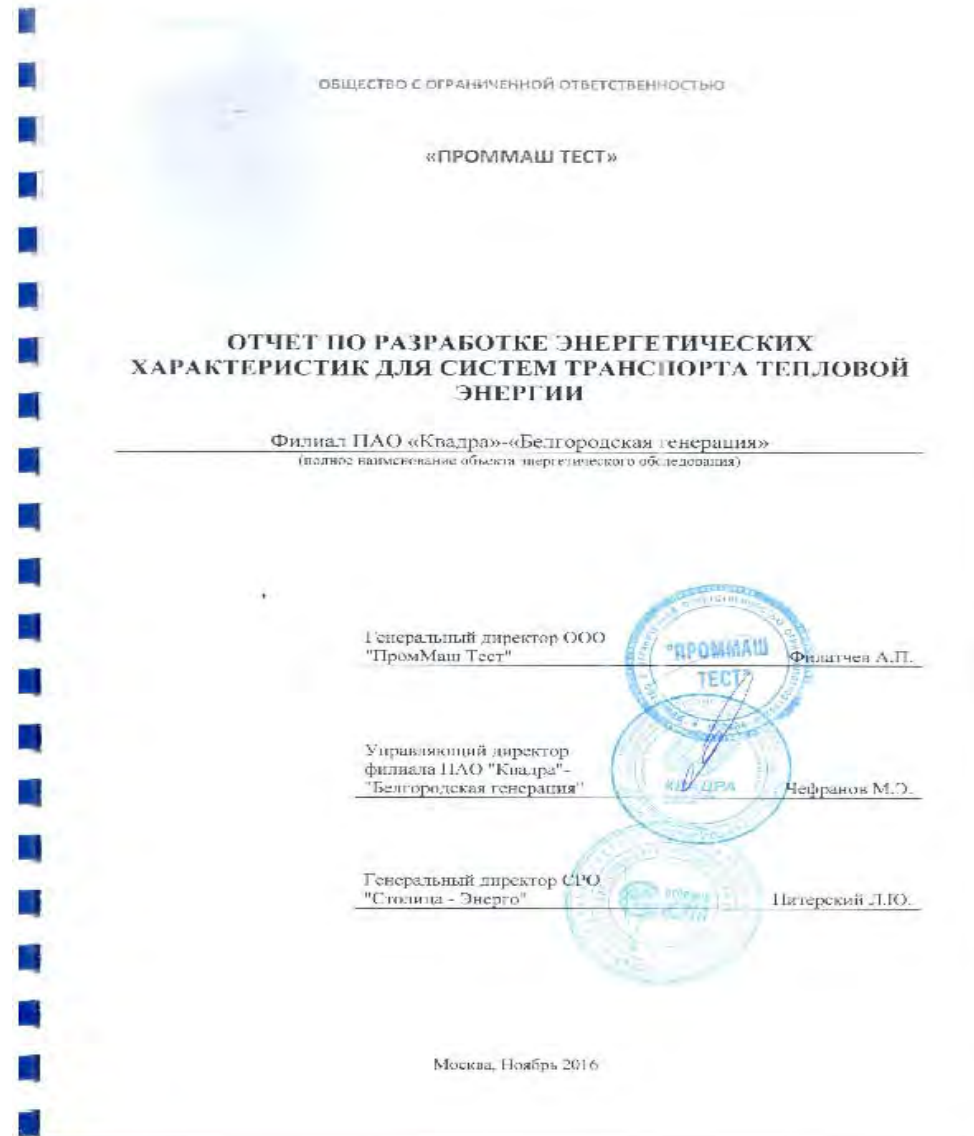 ОБЩЕСТВО С ОГРАНИЧЕННОЙ ОТВЕТСТВЕННОСТЬЮ
«ПРОММАШ ТЕСТ»
ОТЧЕТ ПО РАЗРАБОТКЕ ЭНЕРГЕТИЧЕСКИХ
ХАРАКТЕРИСТИК ДЛЯ СИСТЕМ ТРАНСПОРТА ТЕПЛОВОЙ
ЭНЕРГИИ
Филиал ПАО «Квадра»-«Белгородская генерация»
(полное наименование объекта энергетического обследования)
Генеральный директор ООО
"ПромМаш Тест"
"ПРОММАШ
ТЕСТ"
Филатчев А.П.
Управляющий директор
филиала ПАО "Квадра"-
"Белгородская генерация"
КВАДРА
Чефранов М.Э.
Генеральный директор СРО
"Столица - Энерго"
Питерский Л.Ю.
Москва, Ноябрь 2016